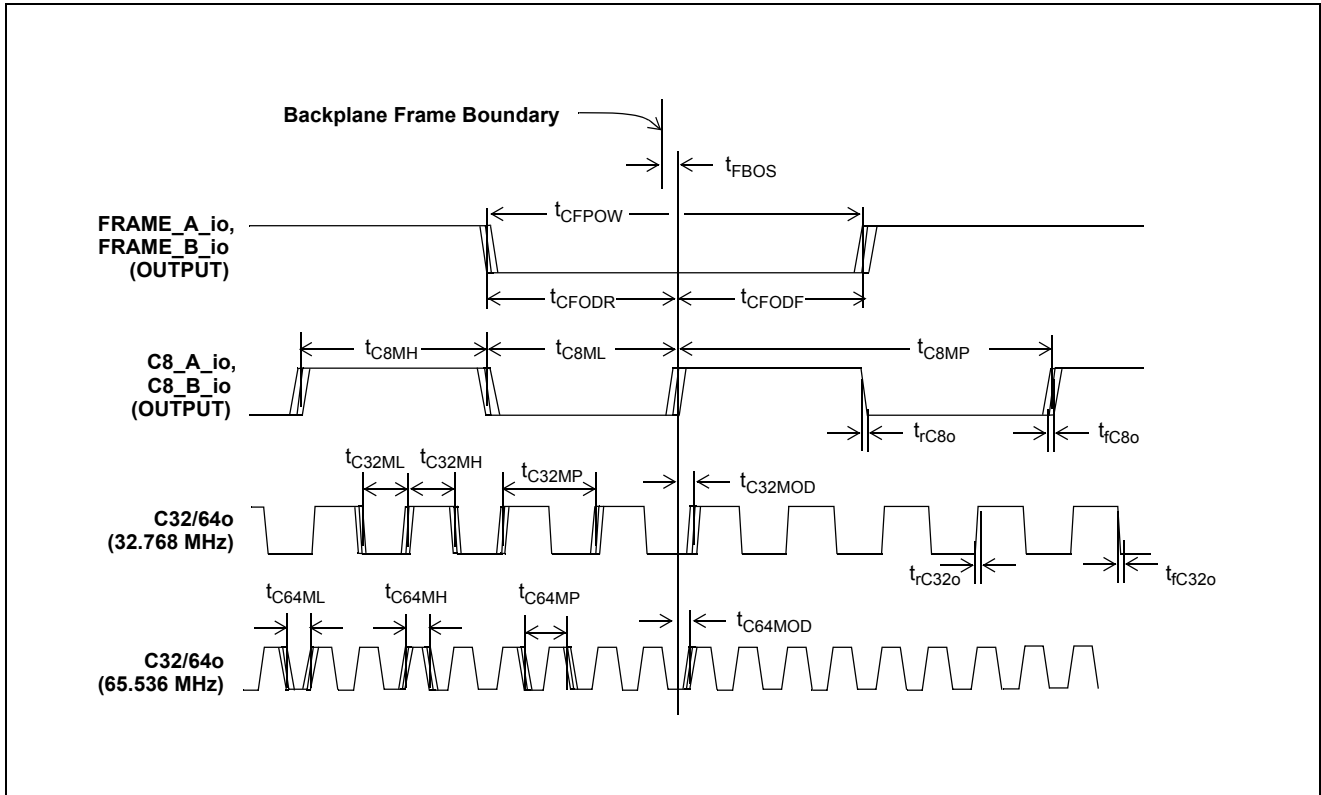 Backplane Frame Boundary
tFBOS
tCFPOW
FRAME_A_io,
FRAME_B_io
(OUTPUT)
tCFODR
tCFODF
tC8MH
tC8ML
tC8MP
C8_A_io,
C8_B_io
(OUTPUT)
trC8o
tfC8o
tC32ML
tC32MH
tC32MP
tC32MOD
C32/64o
(32.768 MHz)
trC32o
tfC32o
tC64ML
tC64MH
tC64MP
tC64MOD
C32/64o
(65.536 MHz)